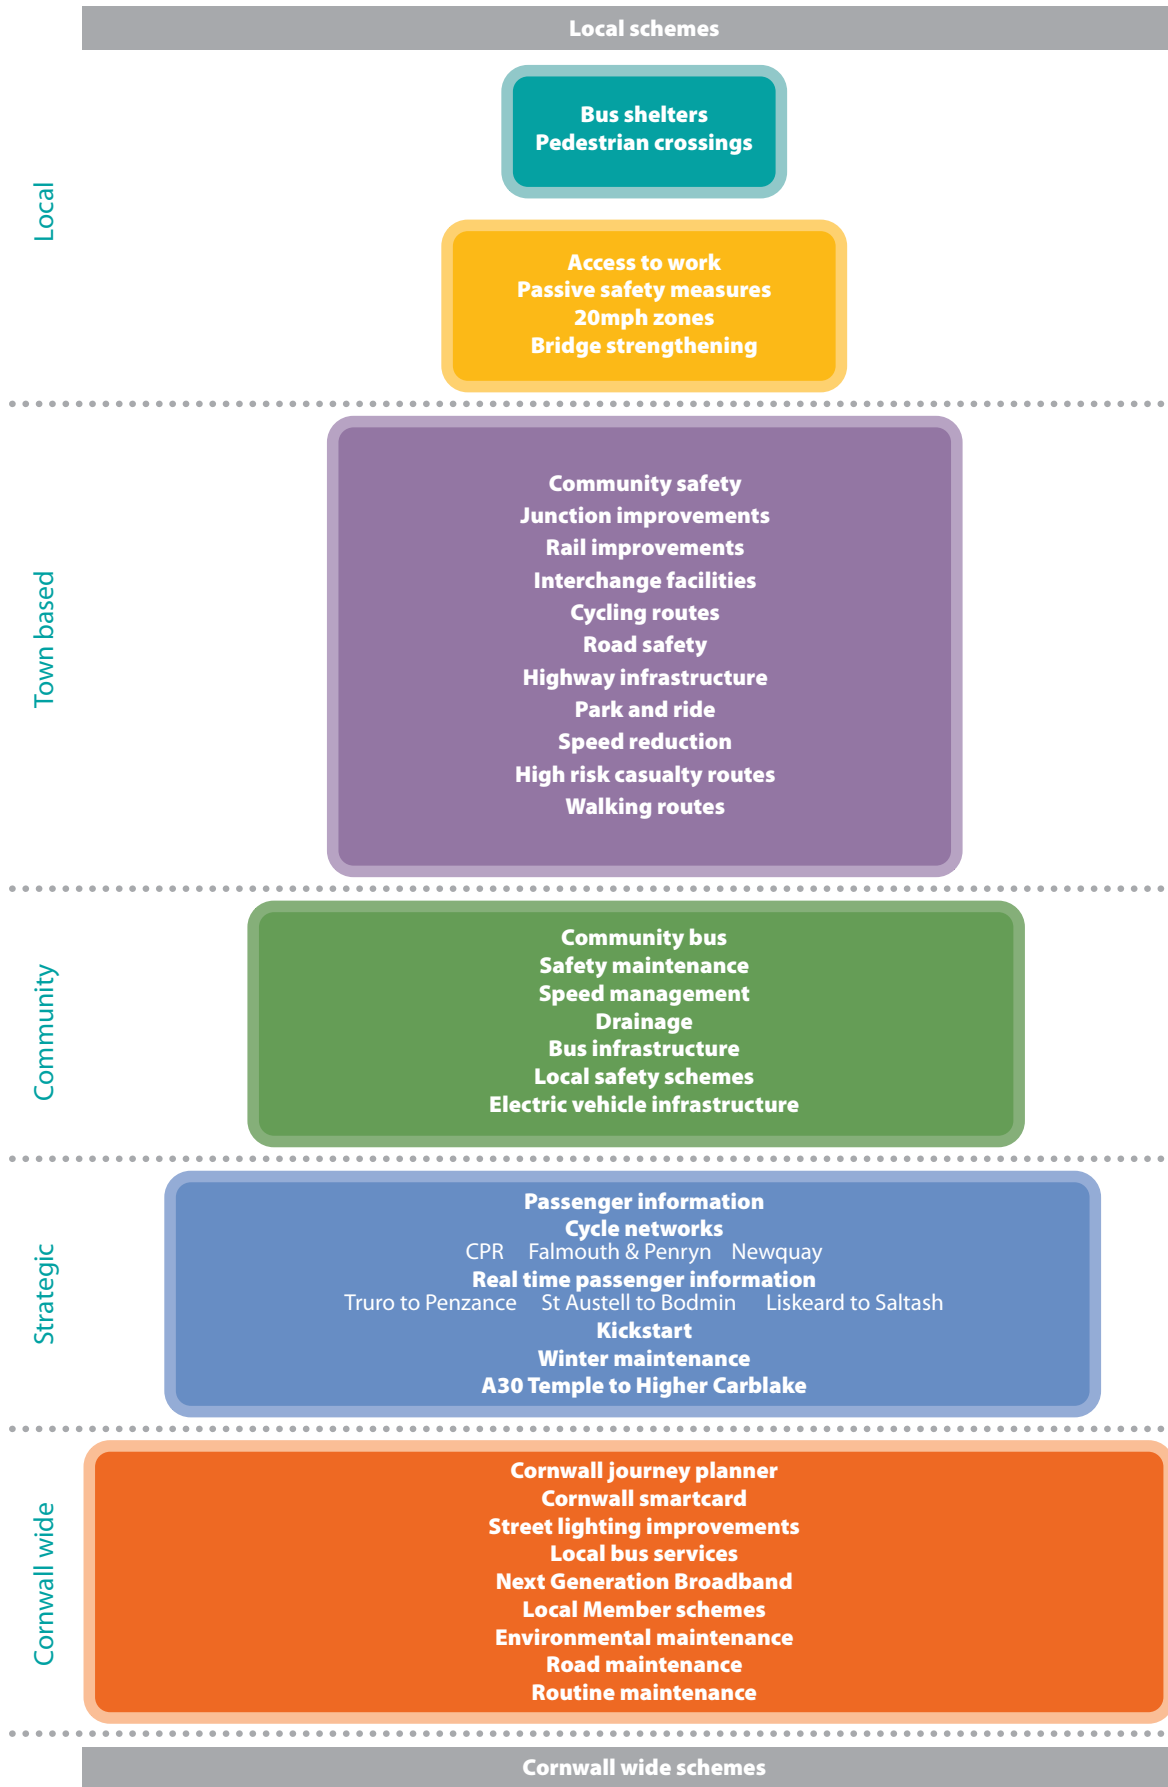 Local schemes
Local
Bus shelters
Pedestrian crossings
Access to work
Passive safety measures
20mph zones
Bridge strengthening
Town based
Community safety
Junction improvements
Rail improvements
Interchange facilities
Cycling routes
Road safety
Highway infrastructure
Park and ride
Speed reduction
High risk casualty routes
Walking routes
Community
Community bus
Safety maintenance
Speed management
Drainage
Bus infrastructure
Local safety schemes
Electric vehicle infrastructure
Strategic
Passenger information
Cycle networks
CPR Falmouth & Penryn Newquay
Real time passenger information
Truro to Penzance St Austell to Bodmin Liskeard to Saltash
Kickstart
Winter maintenance
A30 Temple to Higher Carblake
Cornwall wide
Cornwall journey planner
Cornwall smartcard
Street lighting improvements
Local bus services
Next Generation Broadband
Local Member schemes
Environmental maintenance
Road maintenance
Routine maintenance
Cornwall wide schemes